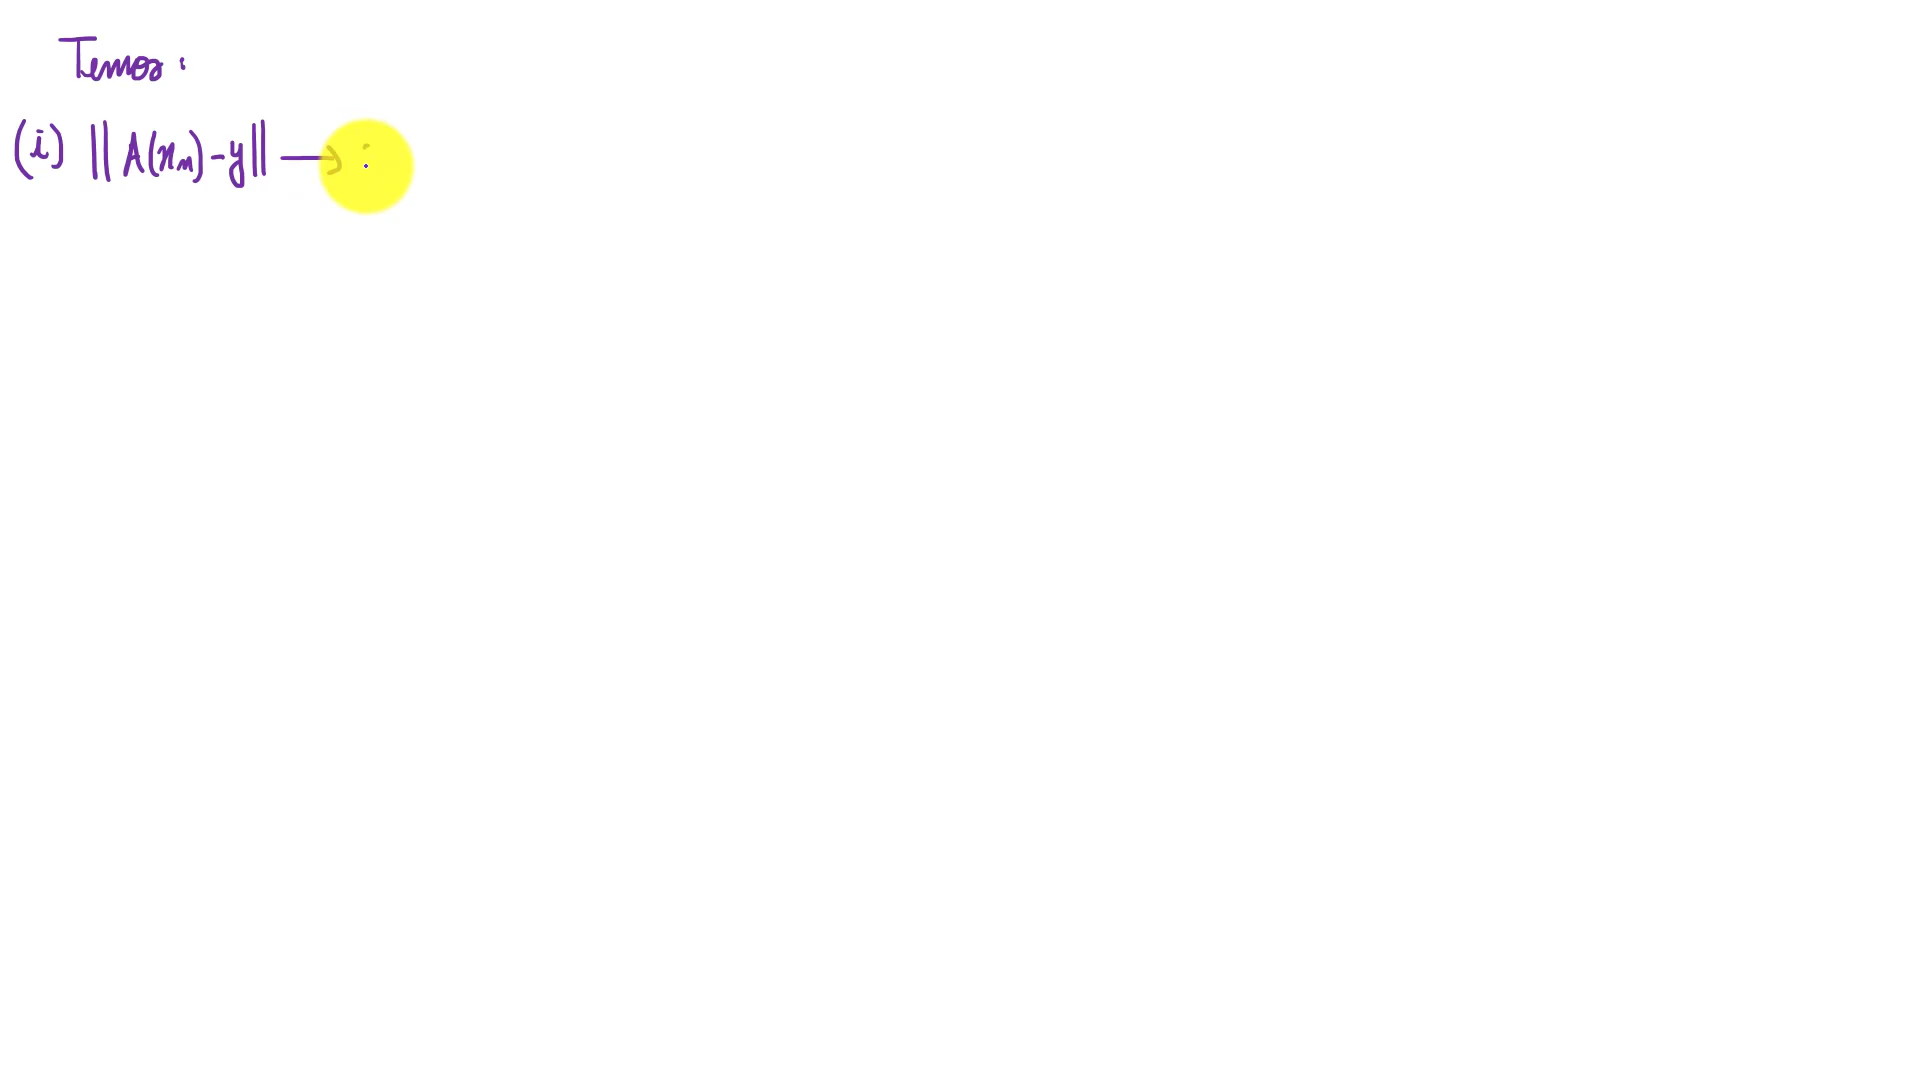 Temos:
(i) ||A(xₙ)-y|| →